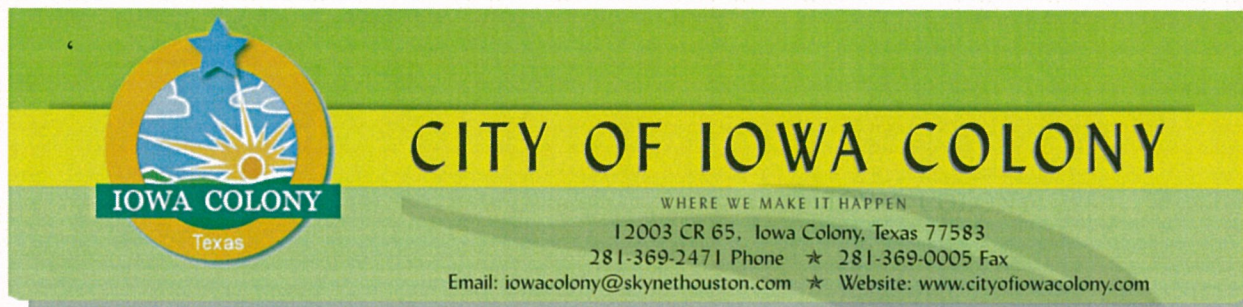 IOWA COLONY
Texas
CITY OF IOWA COLONY
WHERE WE MAKE IT HAPPEN
12003 CR 65, Iowa Colony, Texas 77583
281-369-2471 Phone ★ 281-369-0005 Fax
Email: iowacolony@skynethouston.com ★ Website: www.cityofiowacolony.com